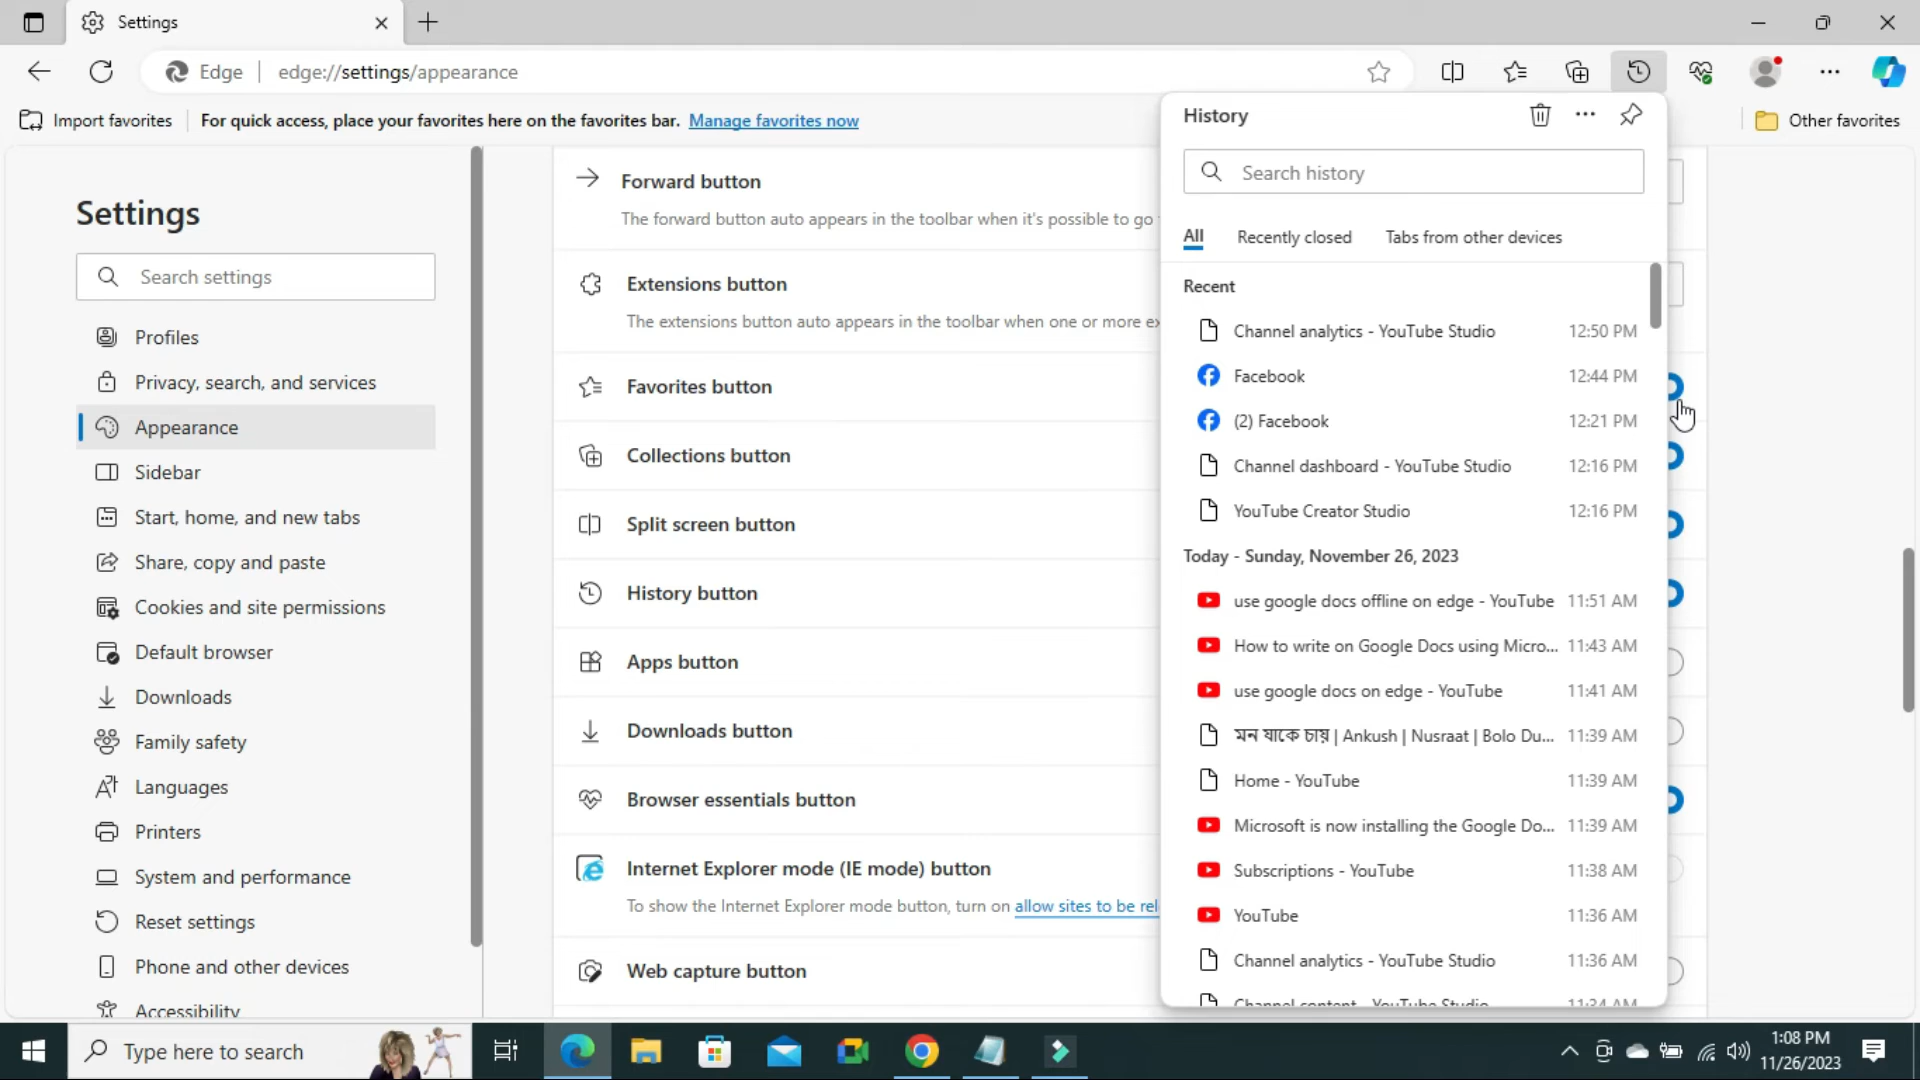 Settings
Edge
edge://settings/appearance
Import favorites
For quick access, place your favorites here on the favorites bar. Manage favorites now
Other favorites
Settings
Search settings
Profiles
Privacy, search, and services
Appearance
Sidebar
Start, home, and new tabs
Share, copy and paste
Cookies and site permissions
Default browser
Downloads
Family safety
Languages
Printers
System and performance
Reset settings
Phone and other devices
Accessibility
Forward button
The forward button auto appears in the toolbar when it's possible to go
Extensions button
The extensions button auto appears in the toolbar when one or more
Favorites button
Collections button
Split screen button
History button
Apps button
Downloads button
Browser essentials button
Internet Explorer mode (IE mode) button
To show the Internet Explorer mode button, turn on allow sites to be
Web capture button
History
Search history
All Recently closed Tabs from other devices
Recent
Channel analytics - YouTube Studio 12:50 PM
Facebook 12:44 PM
(2) Facebook 12:21 PM
Channel dashboard - YouTube Studio 12:16 PM
YouTube Creator Studio 12:16 PM
Today - Sunday, November 26, 2023
use google docs offline on edge - YouTube 11:51 AM
How to write on Google Docs using Micro... 11:43 AM
use google docs on edge - YouTube 11:41 AM
মন যাকে চায় | Ankush | Nusraat | Bolo Du... 11:39 AM
Home - YouTube 11:39 AM
Microsoft is now installing the Google Do... 11:39 AM
Subscriptions - YouTube 11:38 AM
YouTube 11:36 AM
Channel analytics - YouTube Studio 11:36 AM
Channel content - YouTube Studio 11:34 AM
Type here to search
1:08 PM
11/26/2023